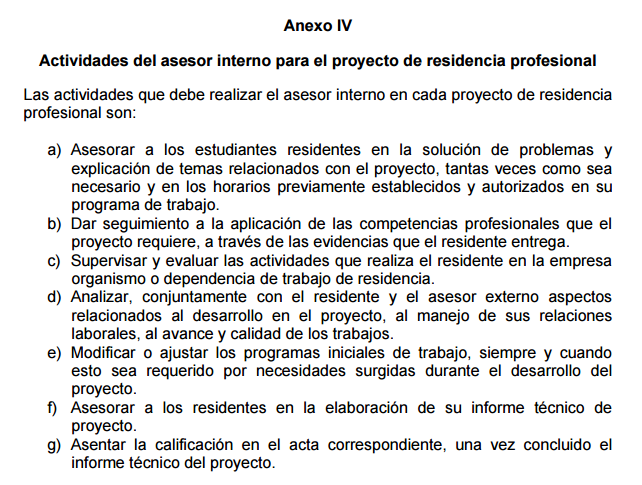 Anexo IV
Actividades del asesor interno para el proyecto de residencia profesional
Las actividades que debe realizar el asesor interno en cada proyecto de residencia
profesional son:
a) Asesorar a los estudiantes residentes en la solución de problemas y
explicación de temas relacionados con el proyecto, tantas veces como sea
necesario y en los horarios previamente establecidos y autorizados en su
programa de trabajo.
b) Dar seguimiento a la aplicación de las competencias profesionales que el
proyecto requiere, a través de las evidencias que el residente entrega.
c) Supervisar y evaluar las actividades que realiza el residente en la empresa
organismo o dependencia de trabajo de residencia.
d) Analizar, conjuntamente con el residente y el asesor externo aspectos
relacionados al desarrollo en el proyecto, al manejo de sus relaciones
laborales, al avance y calidad de los trabajos.
e) Modificar o ajustar los programas iniciales de trabajo, siempre y cuando
esto sea requerido por necesidades surgidas durante el desarrollo del
proyecto.
f) Asesorar a los residentes en la elaboración de su informe técnico de
proyecto.
g) Asentar la calificación en el acta correspondiente, una vez concluido el
informe técnico del proyecto.